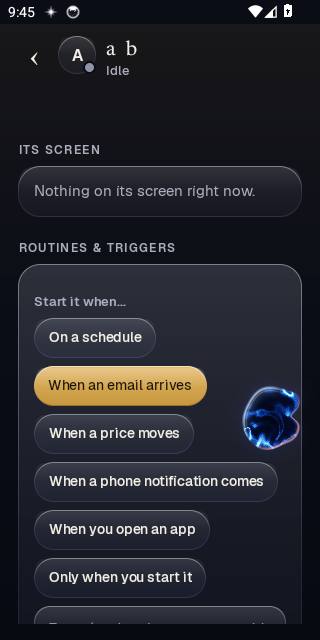 9:45
A
a b
Idle
ITS SCREEN
Nothing on its screen right now.
ROUTINES & TRIGGERS
Start it when...
On a schedule
When an email arrives
When a price moves
When a phone notification comes
When you open an app
Only when you start it